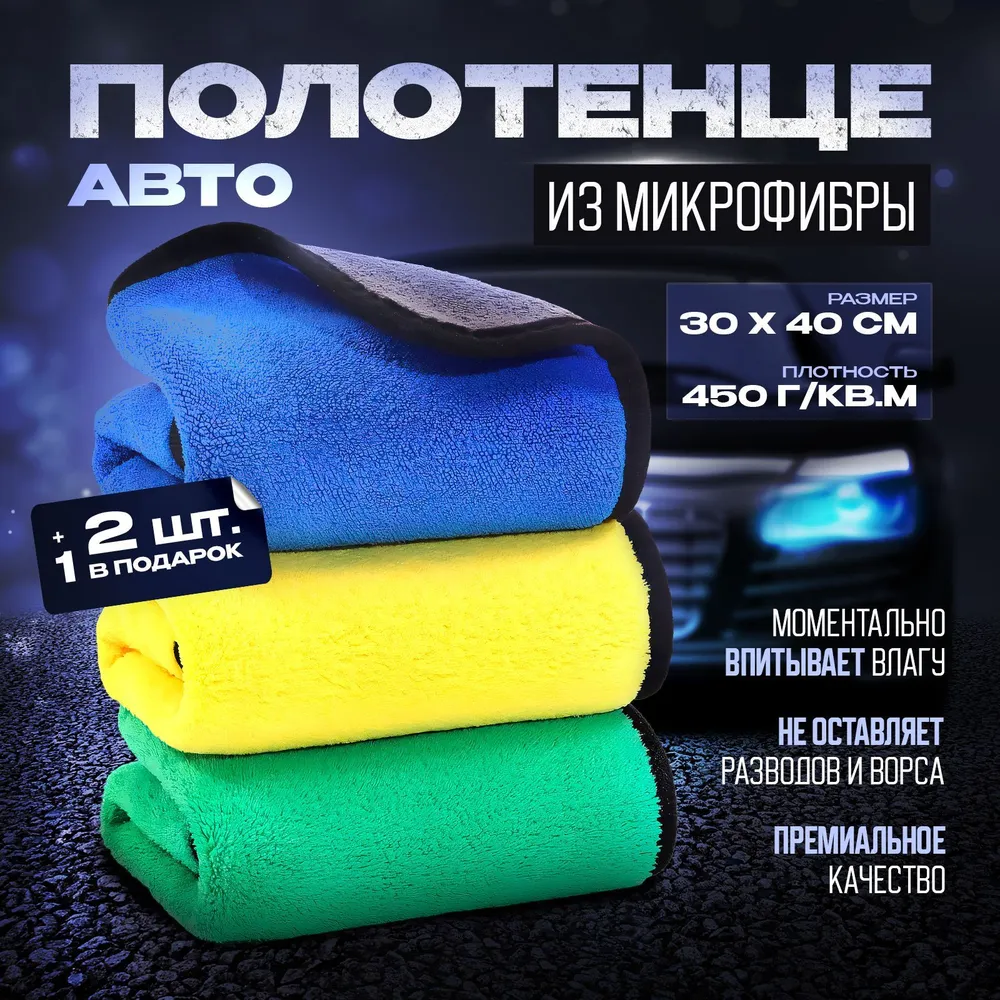 ПОЛОТЕНЦЕ
АВТО
ИЗ МИКРОФИБРЫ
РАЗМЕР
30 X 40 СМ
ПЛОТНОСТЬ
450 Г/КВ.М
2 ШТ.
+
1 В ПОДАРОК
МОМЕНТАЛЬНО
ВПИТЫВАЕТ ВЛАГУ
НЕ ОСТАВЛЯЕТ
РАЗВОДОВ И ВОРСА
ПРЕМИАЛЬНОЕ
КАЧЕСТВО